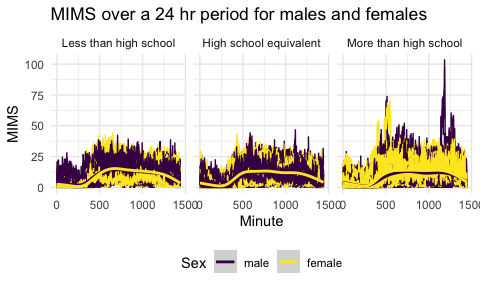 MIMS over a 24 hr period for males and females
Less than high school High school equivalent More than high school
MIMS
100
75
50
25
0
0 500 1000 1500 500 1000 1500 500 1000 1500
Minute
Sex male female